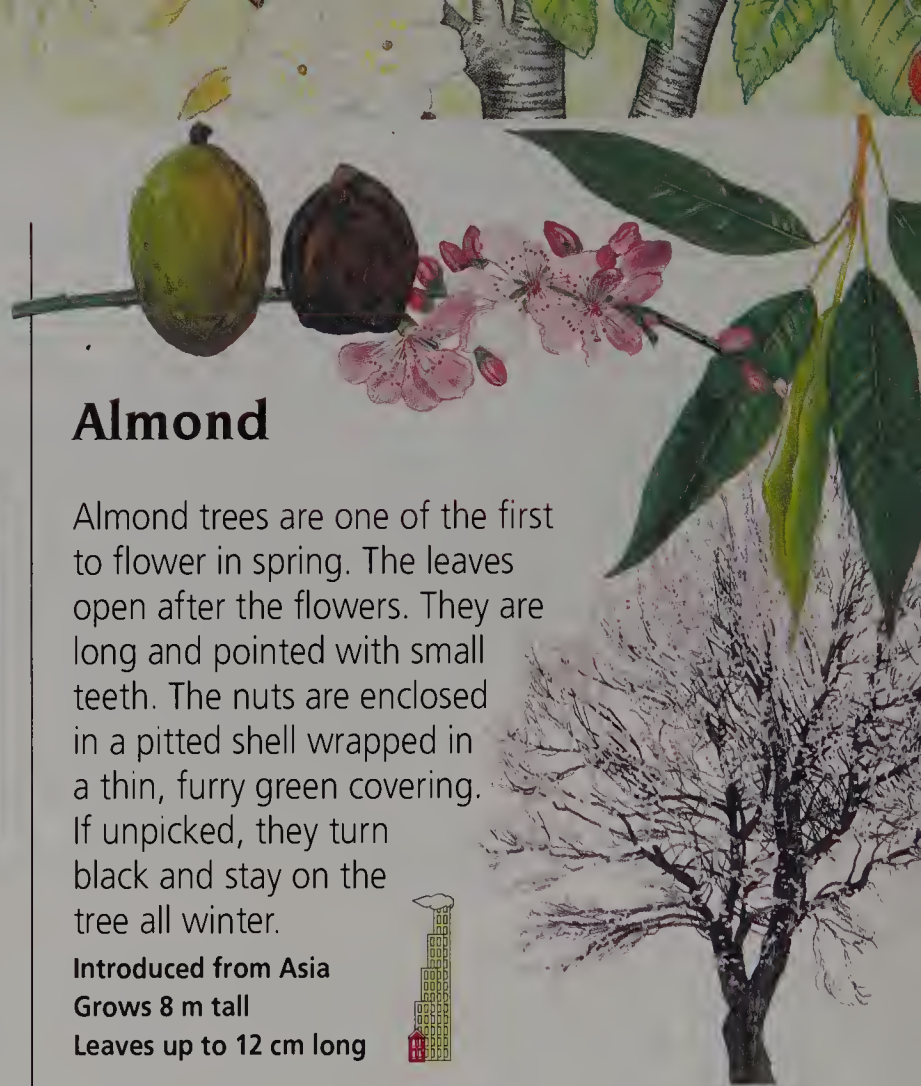 Almond
Almond trees are one of the first
to flower in spring. The leaves
open after the flowers. They are
long and pointed with small
teeth. The nuts are enclosed
in a pitted shell wrapped in
a thin, furry green covering.
If unpicked, they turn
black and stay on the
tree all winter.
Introduced from Asia
Grows 8 m tall
Leaves up to 12 cm long